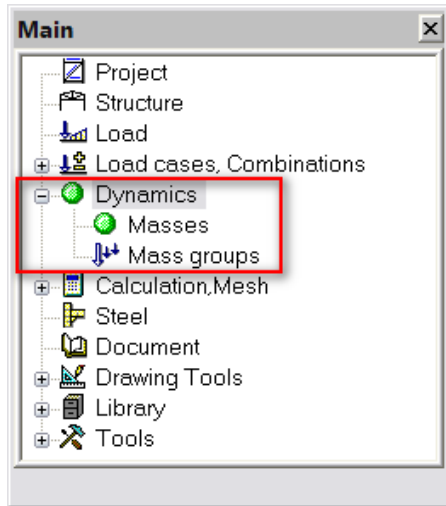 Main
Project
Structure
Load
Load cases, Combinations
Dynamics
Masses
Mass groups
Calculation,Mesh
Steel
Document
Drawing Tools
Library
Tools